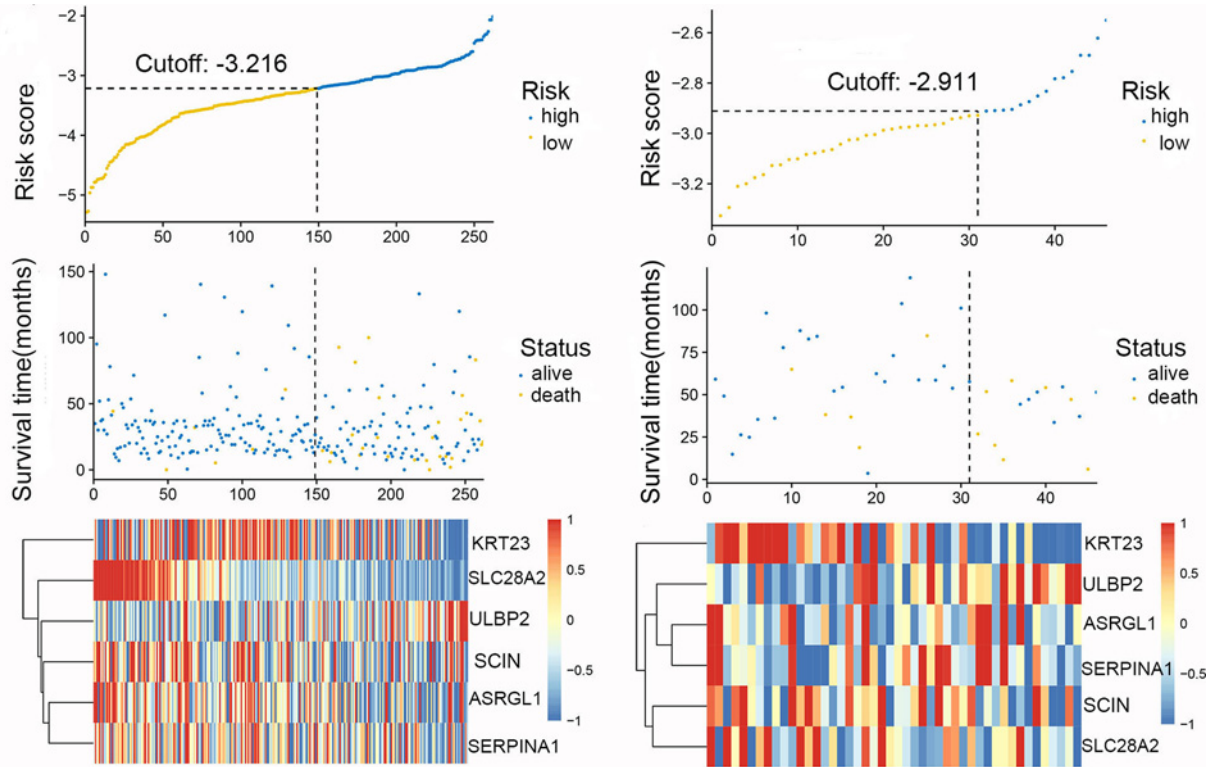 −2
−3
−4
−5
Risk score
Cutoff: -3.216
Risk
high
low
0 50 100 150 200 250
−2.6
−2.8
−3.0
−3.2
Risk score
Cutoff: -2.911
Risk
high
low
0 10 20 30 40
150
100
50
0
Survival time(months)
Status
alive
death
0 50 100 150 200 250
100
75
50
25
0
Survival time(months)
Status
alive
death
0 10 20 30 40
KRT23
SLC28A2
ULBP2
SCIN
ASRGL1
SERPINA1
1
0.5
0
−0.5
−1
KRT23
ULBP2
ASRGL1
SERPINA1
SCIN
SLC28A2
1
0.5
0
−0.5
−1